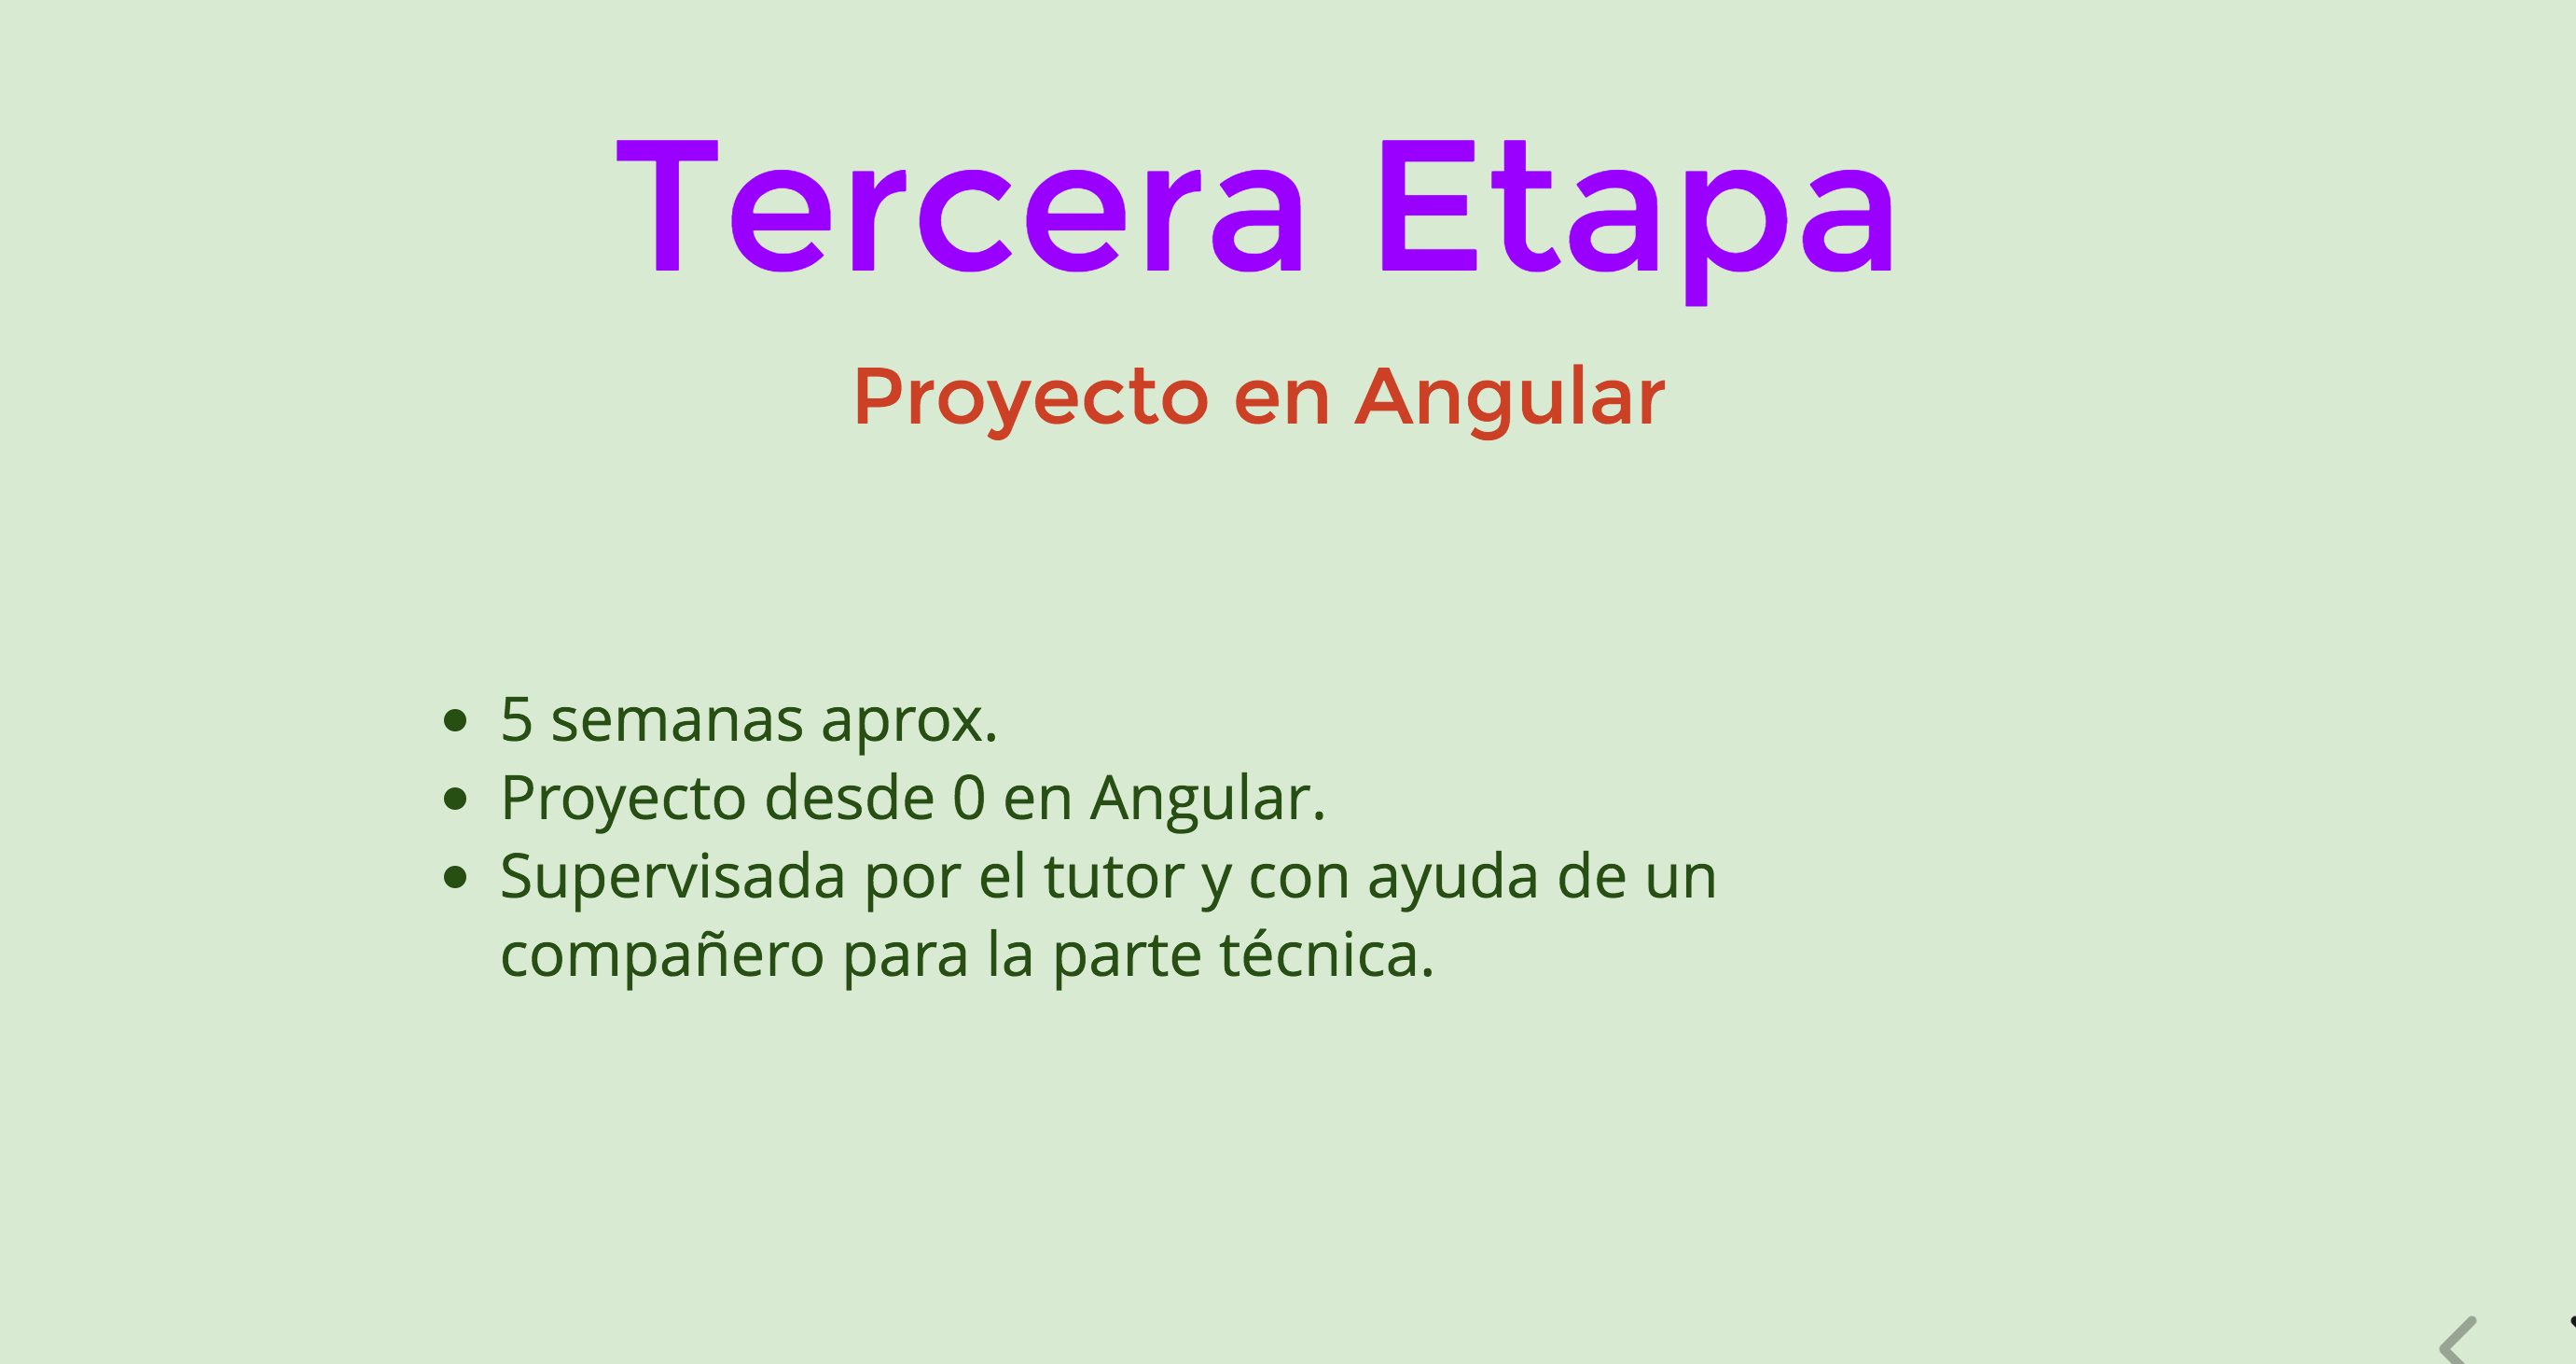 Tercera Etapa
Proyecto en Angular
5 semanas aprox.
Proyecto desde 0 en Angular.
Supervisada por el tutor y con ayuda de un
compañero para la parte técnica.